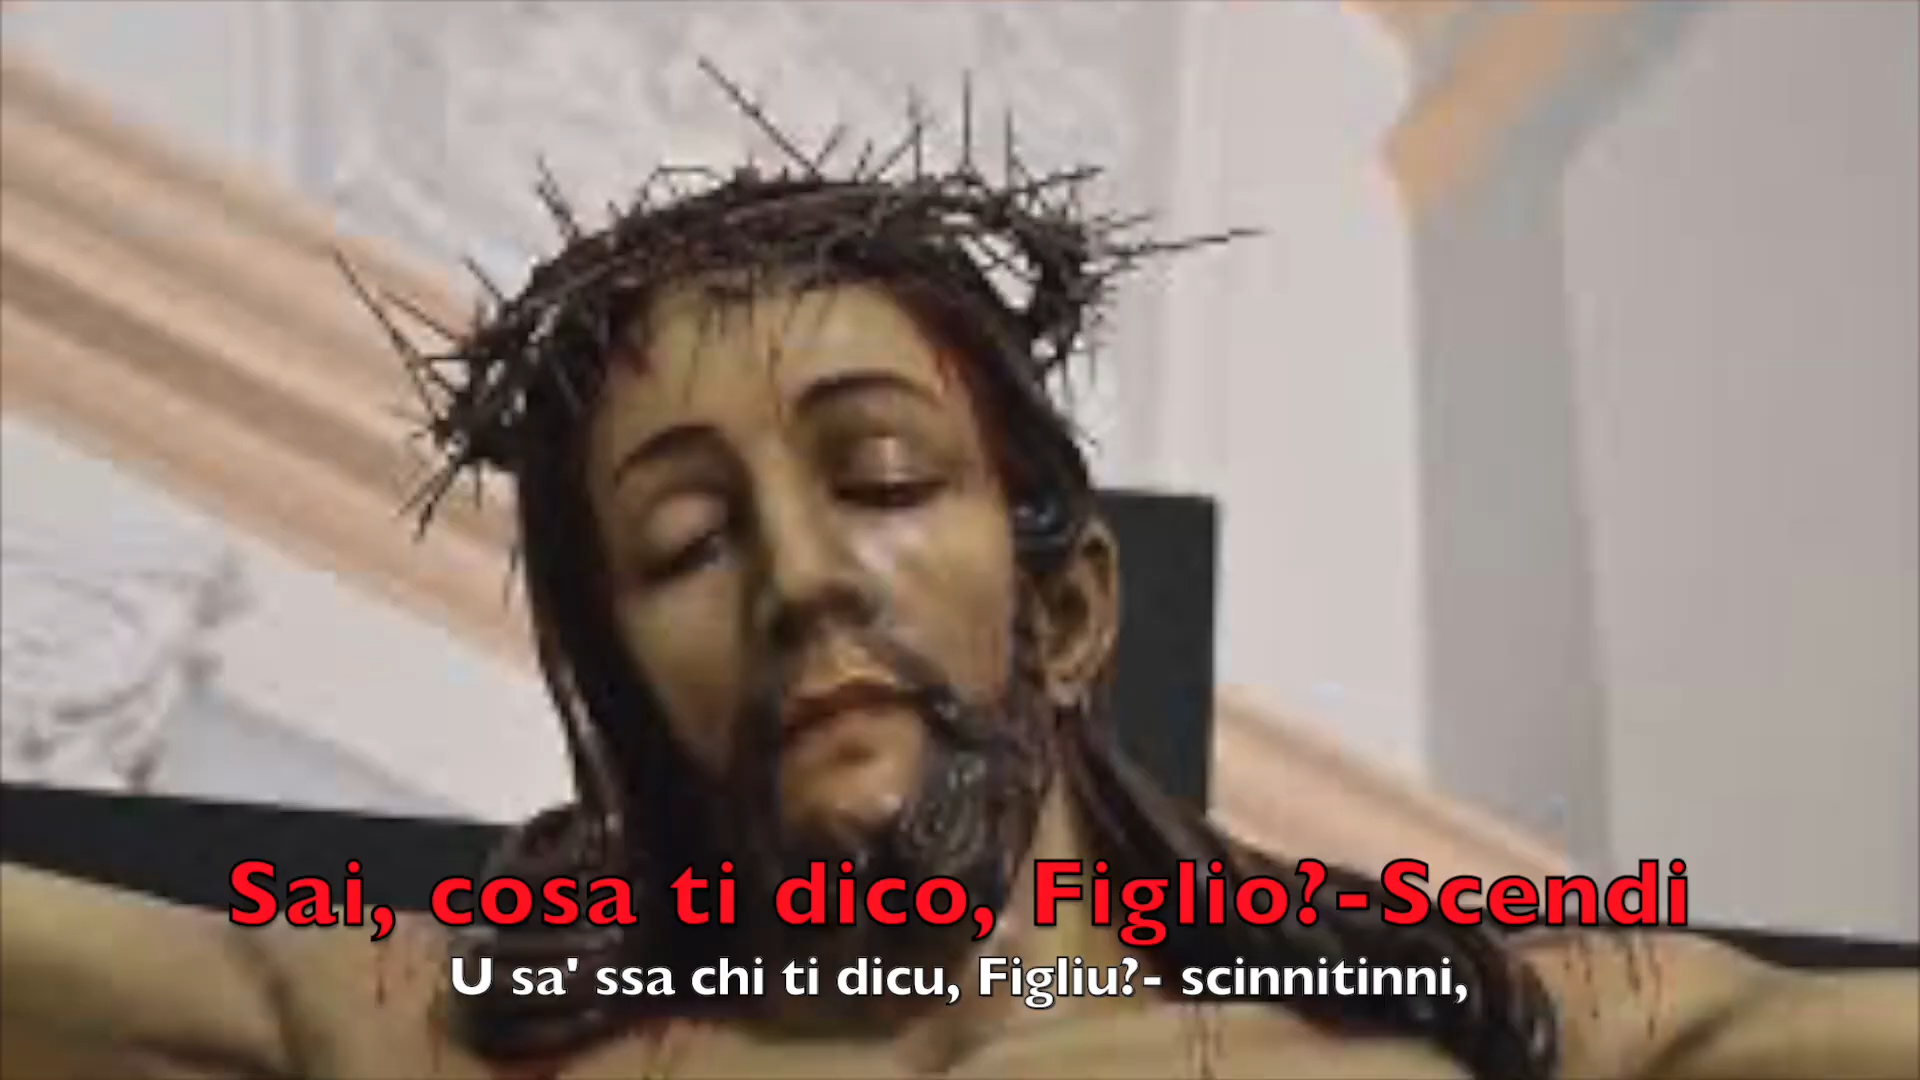 Sai, cosa ti dico, Figlio?-Scendi
U sa' ssa chi ti dicu, Figliu?- scinnitinni,